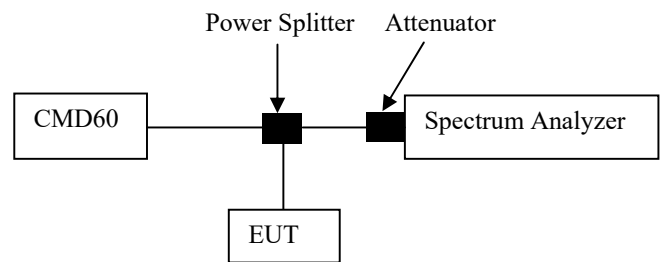 Power Splitter
Attenuator
CMD60
Spectrum Analyzer
EUT